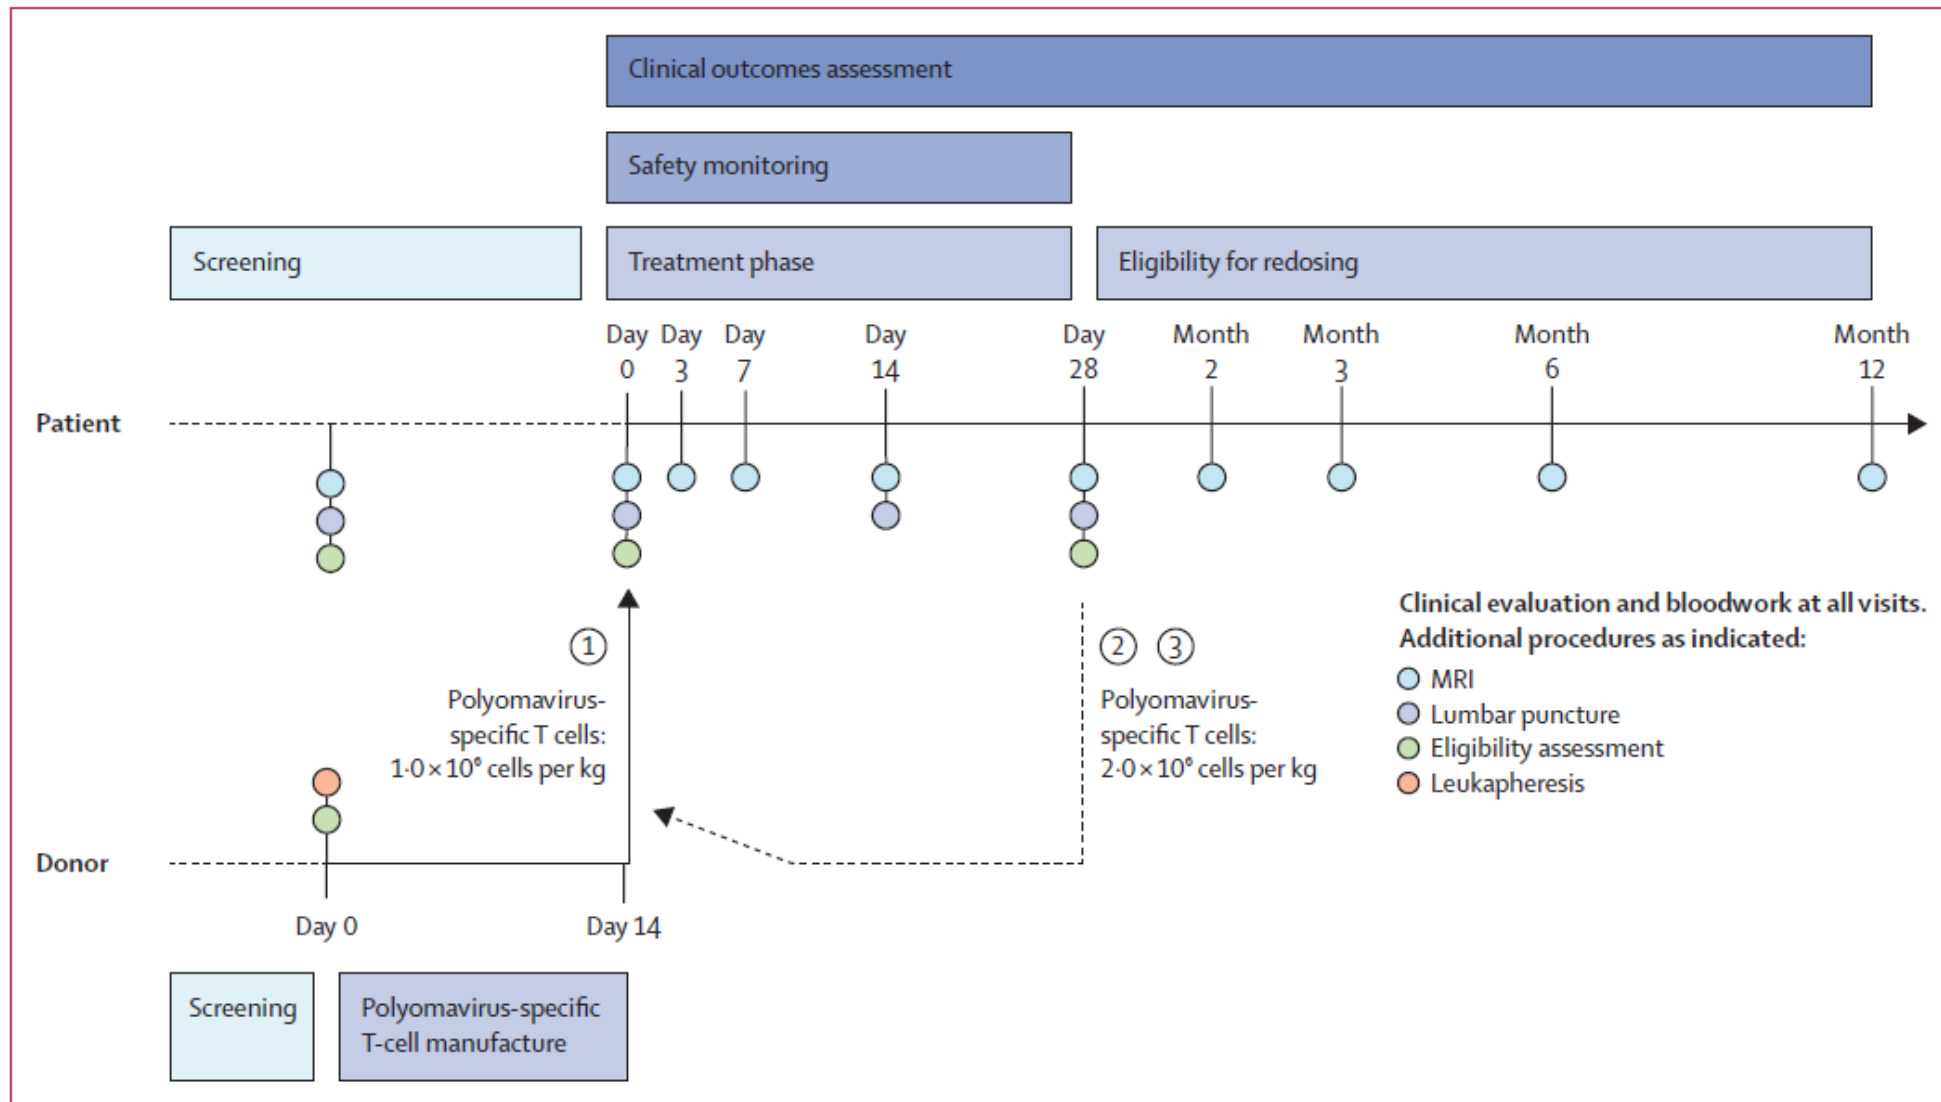 Clinical outcomes assessment
Safety monitoring
Screening
Treatment phase
Eligibility for redosing
Day
0
Day
3
Day
7
Day
14
Day
28
Month
2
Month
3
Month
6
Month
12
Patient
①
Polyomavirus-
specific T cells:
1·0 × 10⁶ cells per kg
② ③
Polyomavirus-
specific T cells:
2·0 × 10⁶ cells per kg
Clinical evaluation and bloodwork at all visits.
Additional procedures as indicated:
MRI
Lumbar puncture
Eligibility assessment
Leukapheresis
Donor
Day 0
Day 14
Screening
Polyomavirus-specific
T-cell manufacture